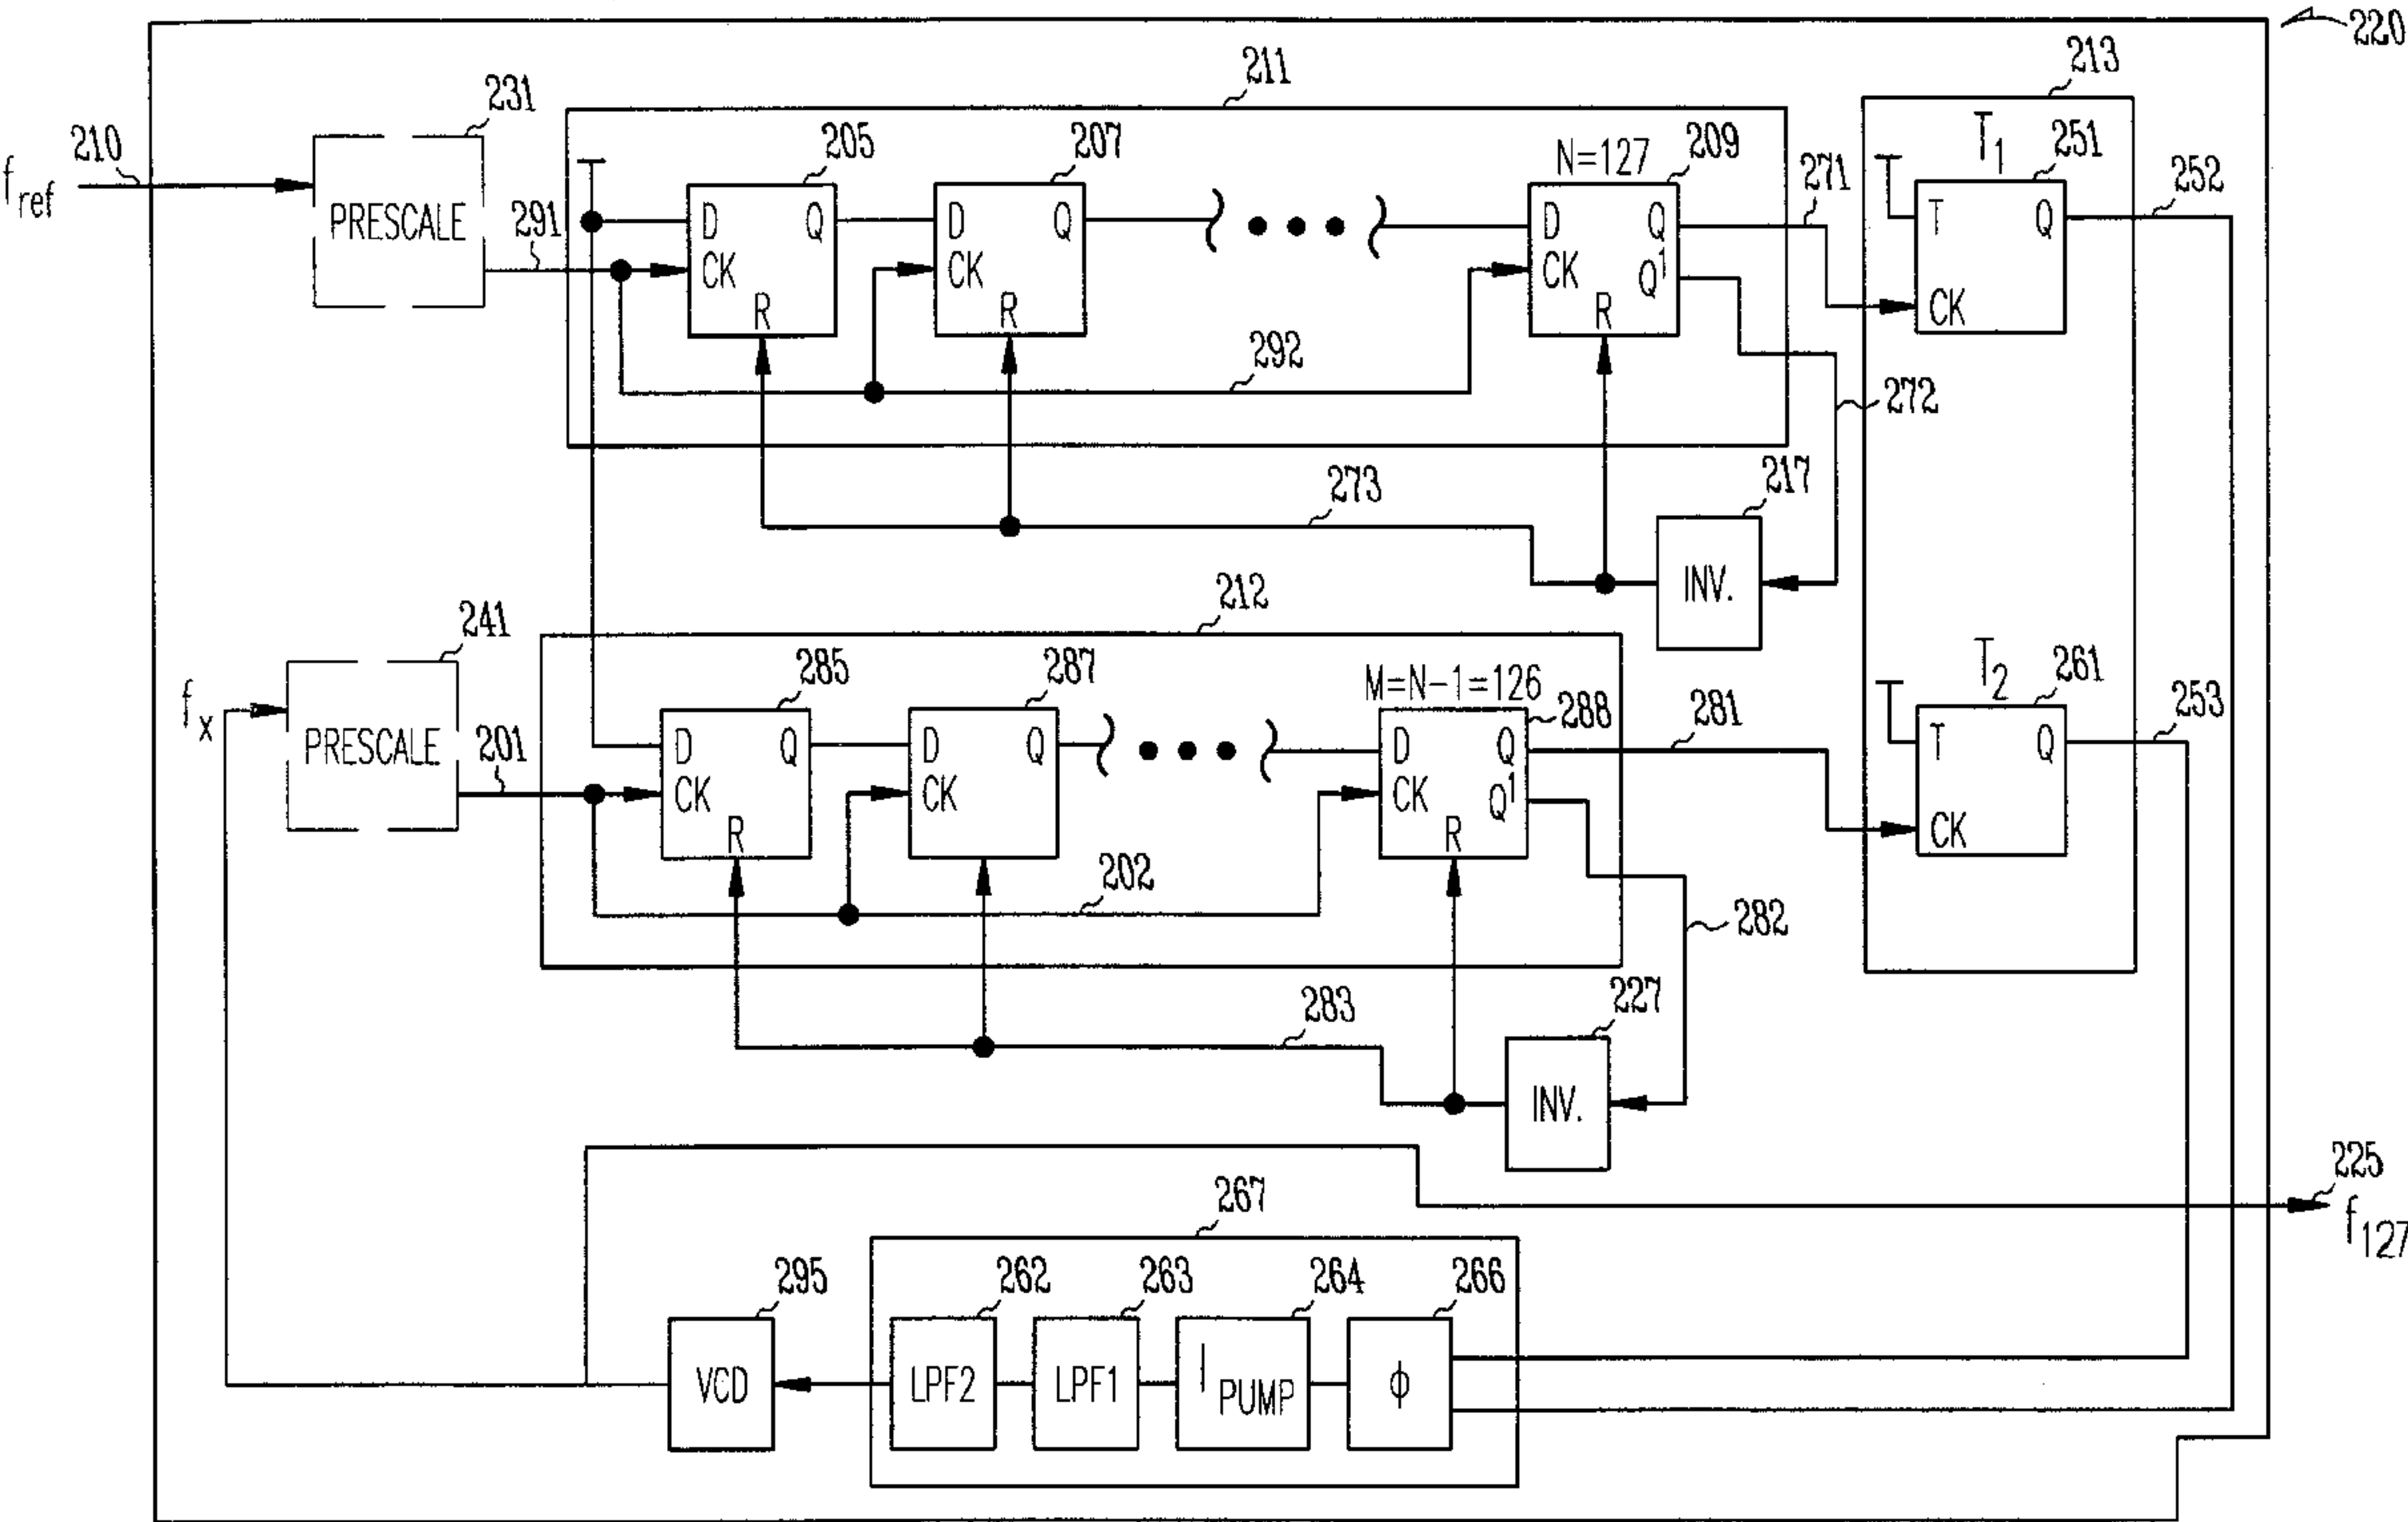 220
211
213
231
205
207
N=127
209
T1
251
210
fref
PRESCALE
291
D
Q
CK
R
D
Q
CK
R
D
Q
CK
Q1
R
271
T
Q
CK
252
292
272
273
217
INV.
212
241
fx
PRESCALE
201
285
287
M=N-1=126
288
281
T2
261
253
D
Q
CK
R
D
Q
CK
D
Q
CK
Q1
R
T
Q
CK
202
282
283
227
INV.
225
f127
267
295
262
263
264
266
VCD
LPF2
LPF1
I PUMP
ϕ